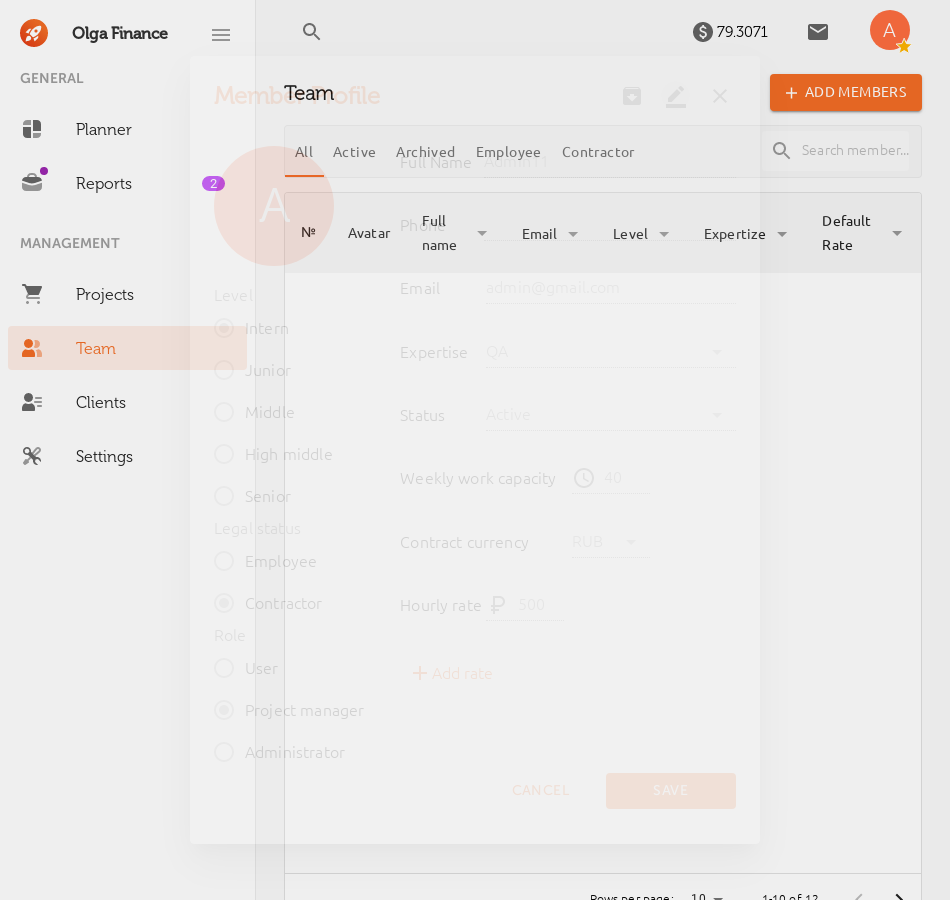 Olga Finance
79.3071
A
GENERAL
Planner
Reports
2
MANAGEMENT
Projects
Team
Clients
Settings
Team
ADD MEMBERS
All
Active
Archived
Employee
Contractor
Search member...
№
Avatar
Full
name
Email
Level
Expertize
Default
Rate
Member Profile
A
Level
Intern
Junior
Middle
High middle
Senior
Legal status
Employee
Contractor
Role
User
Project manager
Administrator
Full Name
Phone
Email
admin@gmail.com
Expertise
QA
Status
Active
Weekly work capacity
40
Contract currency
RUB
Hourly rate
₽
500
Add rate
CANCEL
SAVE
Rows per page:
10
1-10 of 12